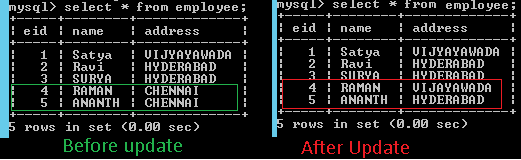 mysql> select * from employee;
+-----+--------+-------------+
| eid | name | address |
+-----+--------+-------------+
| 1 | Satya | VIJYAYAWADA |
| 2 | Ravi | HYDERABAD |
| 3 | SURYA | HYDERABAD |
| 4 | RAMAN | CHENNAI |
| 5 | ANANTH | CHENNAI |
+-----+--------+-------------+
5 rows in set (0.00 sec)
Before update
mysql> select * from employee;
+-----+--------+-------------+
| eid | name | address |
+-----+--------+-------------+
| 1 | Satya | VIJYAYAWADA |
| 2 | Ravi | HYDERABAD |
| 3 | SURYA | HYDERABAD |
| 4 | RAMAN | VIJAYAWADA |
| 5 | ANANTH | HYDERABAD |
+-----+--------+-------------+
5 rows in set (0.00 sec)
After Update